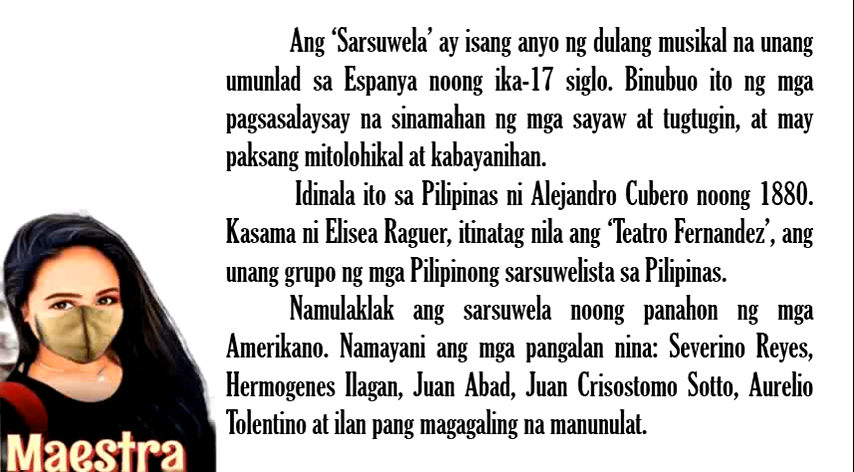 Ang ‘Sarsuwela’ ay isang anyo ng dulang musikal na unang
umunlad sa Espanya noong ika-17 siglo. Binubuo ito ng mga
pagsasalaysay na sinamahan ng mga sayaw at tugtugin, at may
paksang mitolohikal at kabayanihan.
Idinala ito sa Pilipinas ni Alejandro Cubero noong 1880.
Kasama ni Elisea Raguer, itinatag nila ang ‘Teatro Fernandez’, ang
unang grupo ng mga Pilipinong sarsuwelista sa Pilipinas.
Namulaklak ang sarsuwela noong panahon ng mga
Amerikano. Namayani ang mga pangalan nina: Severino Reyes,
Hermogenes Ilagan, Juan Abad, Juan Crisostomo Sotto, Aurelio
Tolentino at ilan pang magagaling na manunulat.
Maestra